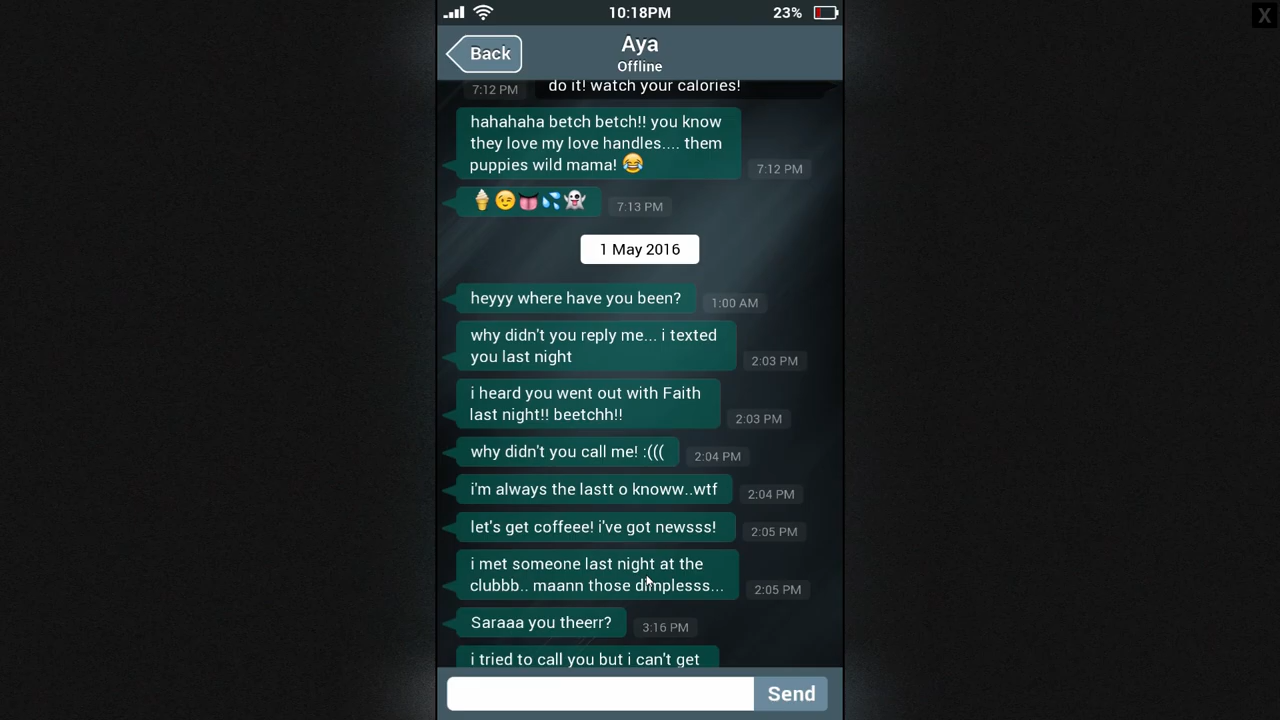 10:18PM 23%
X
Back
Aya
Offline
7:12 PM
do it! watch your calories!
hahahaha betch betch!! you know
they love my love handles.... them
puppies wild mama! 😂
7:12 PM
🍦😉👅💦👻
7:13 PM
1 May 2016
heyyy where have you been?
1:00 AM
why didn't you reply me... i texted
you last night
2:03 PM
i heard you went out with Faith
last night!! beetchh!!
2:03 PM
why didn't you call me! :(((
2:04 PM
i'm always the lastt o knoww..wtf
2:04 PM
let's get coffeee! i've got newsss!
2:05 PM
i met someone last night at the
clubbb.. maann those dimplesss...
2:05 PM
Saraaa you theerr?
3:16 PM
i tried to call you but i can't get
Send